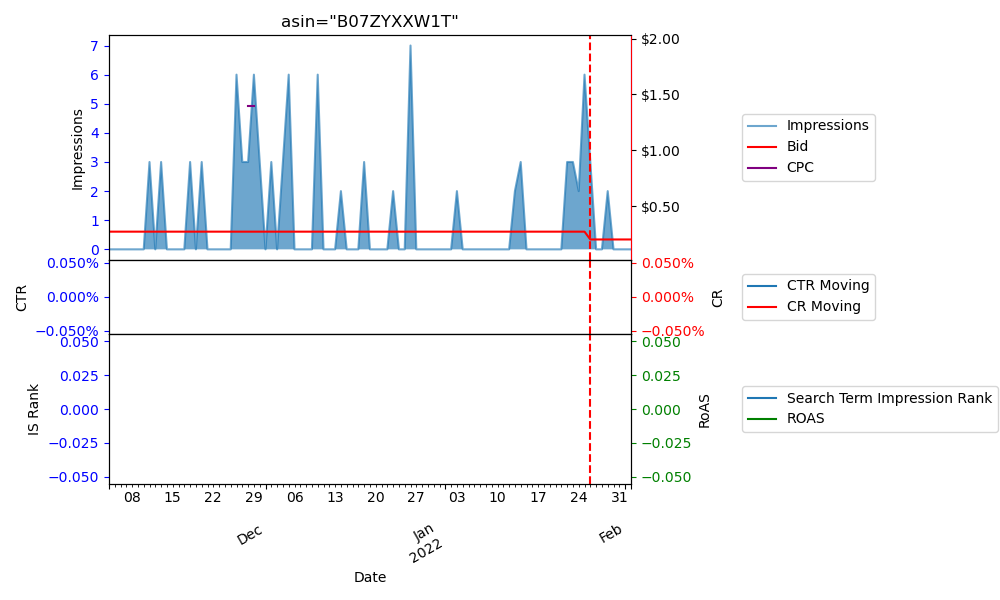 asin="B07ZYXXW1T"
7
6
5
4
3
2
1
0
Impressions
$2.00
$1.50
$1.00
$0.50
Impressions
Bid
CPC
0.050%
0.000%
−0.050%
CTR
0.050%
0.000%
−0.050%
CR
CTR Moving
CR Moving
0.050
0.025
0.000
−0.025
−0.050
IS Rank
0.050
0.025
0.000
−0.025
−0.050
RoAS
Search Term Impression Rank
ROAS
08 15 22 29 06 13 20 27 03 10 17 24 31
Dec
Jan
2022
Feb
Date